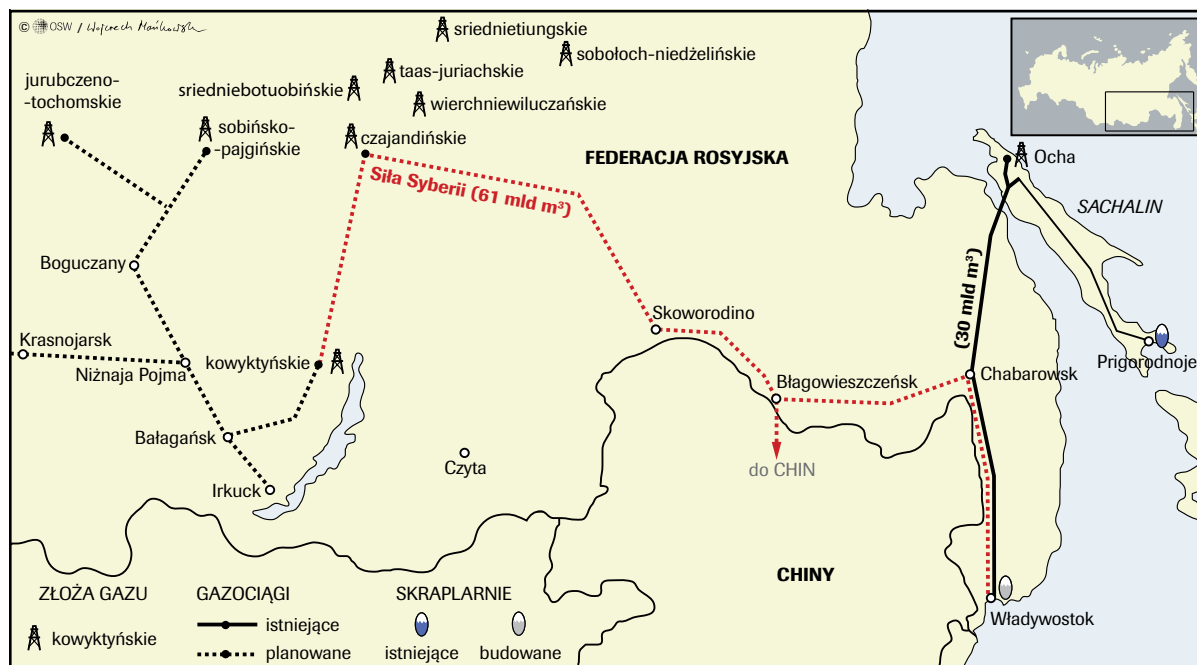 © OSW / Wojciech Mańkowski
sriednietiungskie
sobołoch-niedżelińskie
jurubczeno-
-tochomskie
sriedniebotuobińskie
taas-juriachskie
wierchniewiluczańskie
sobińsko-
-pajgińskie
czajandińskie
FEDERACJA ROSYJSKA
Ocha
Siła Syberii (61 mld m³)
SACHALIN
Boguczany
(30 mld m³)
Skoworodino
Krasnojarsk
kowyktyńskie
Niżnaja Pojma
Prigorodnoje
Chabarowsk
Błagowieszczeńsk
Bałagańsk
Czyta
do CHIN
Irkuck
CHINY
ZŁOŻA GAZU
GAZOCIĄGI
SKRAPLARNIE
Władywostok
kowyktyńskie
istniejące
planowane
istniejące
budowane